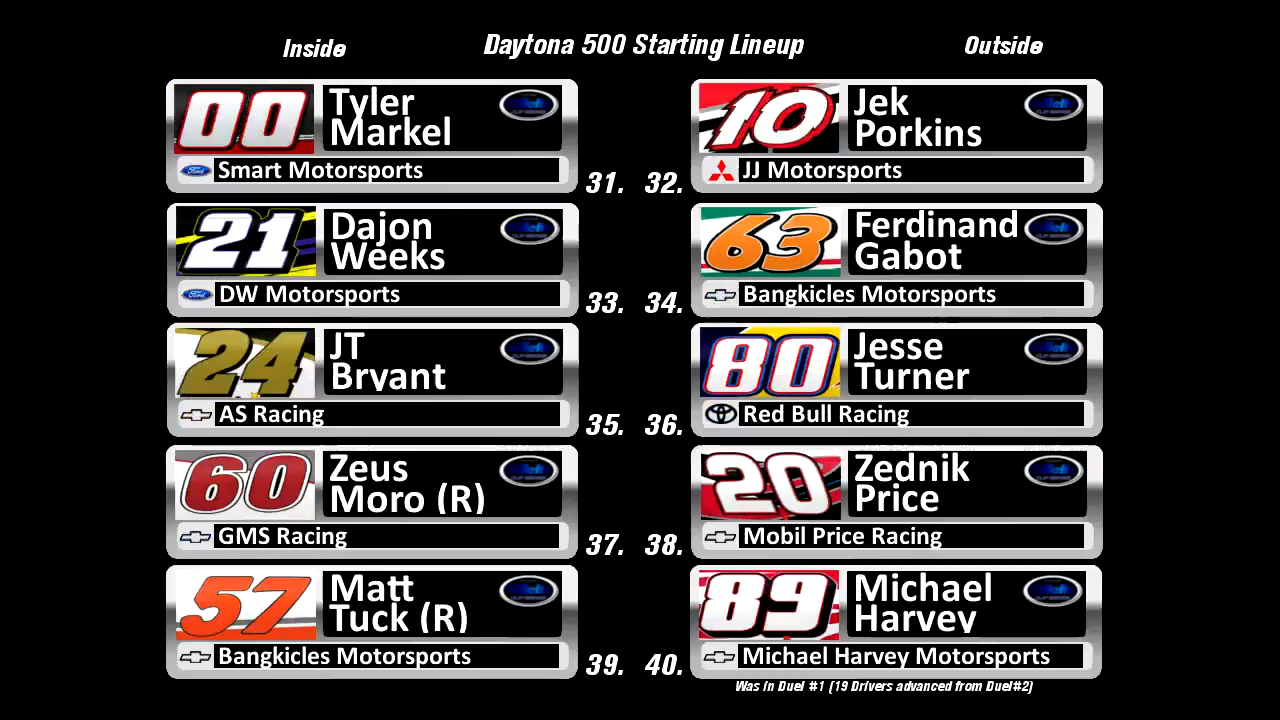 Inside Daytona 500 Starting Lineup Outside
00 Tyler
Markel
Ford
Smart Motorsports
31. 32.
10 Jek
Porkins
JJ Motorsports
21 Dajon
Weeks
Ford
DW Motorsports
33. 34.
63 Ferdinand
Gabot
Bangkicles Motorsports
24 JT
Bryant
AS Racing
35. 36.
80 Jesse
Turner
Red Bull Racing
60 Zeus
Moro (R)
GMS Racing
37. 38.
20 Zednik
Price
Mobil Price Racing
57 Matt
Tuck (R)
Bangkicles Motorsports
39. 40.
89 Michael
Harvey
Michael Harvey Motorsports
Was in Duel #1 (19 Drivers advanced from Duel#2)